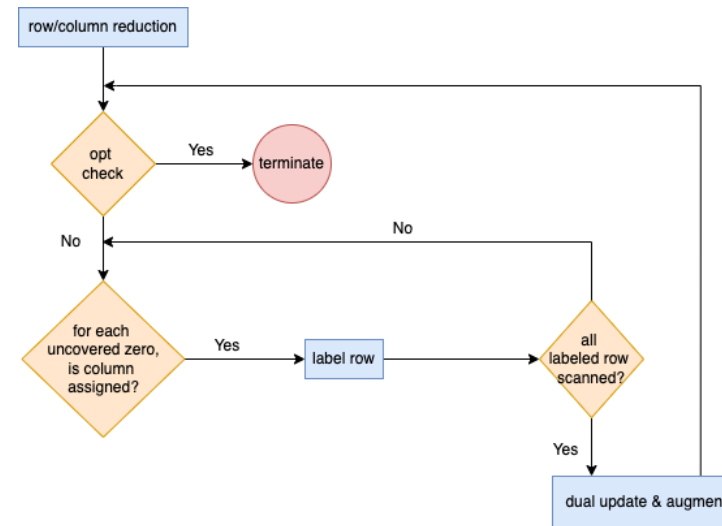 row/column reduction
opt
check
Yes
terminate
No
No
for each
uncovered zero,
is column
assigned?
Yes
label row
all
labeled row
scanned?
Yes
dual update & augmen